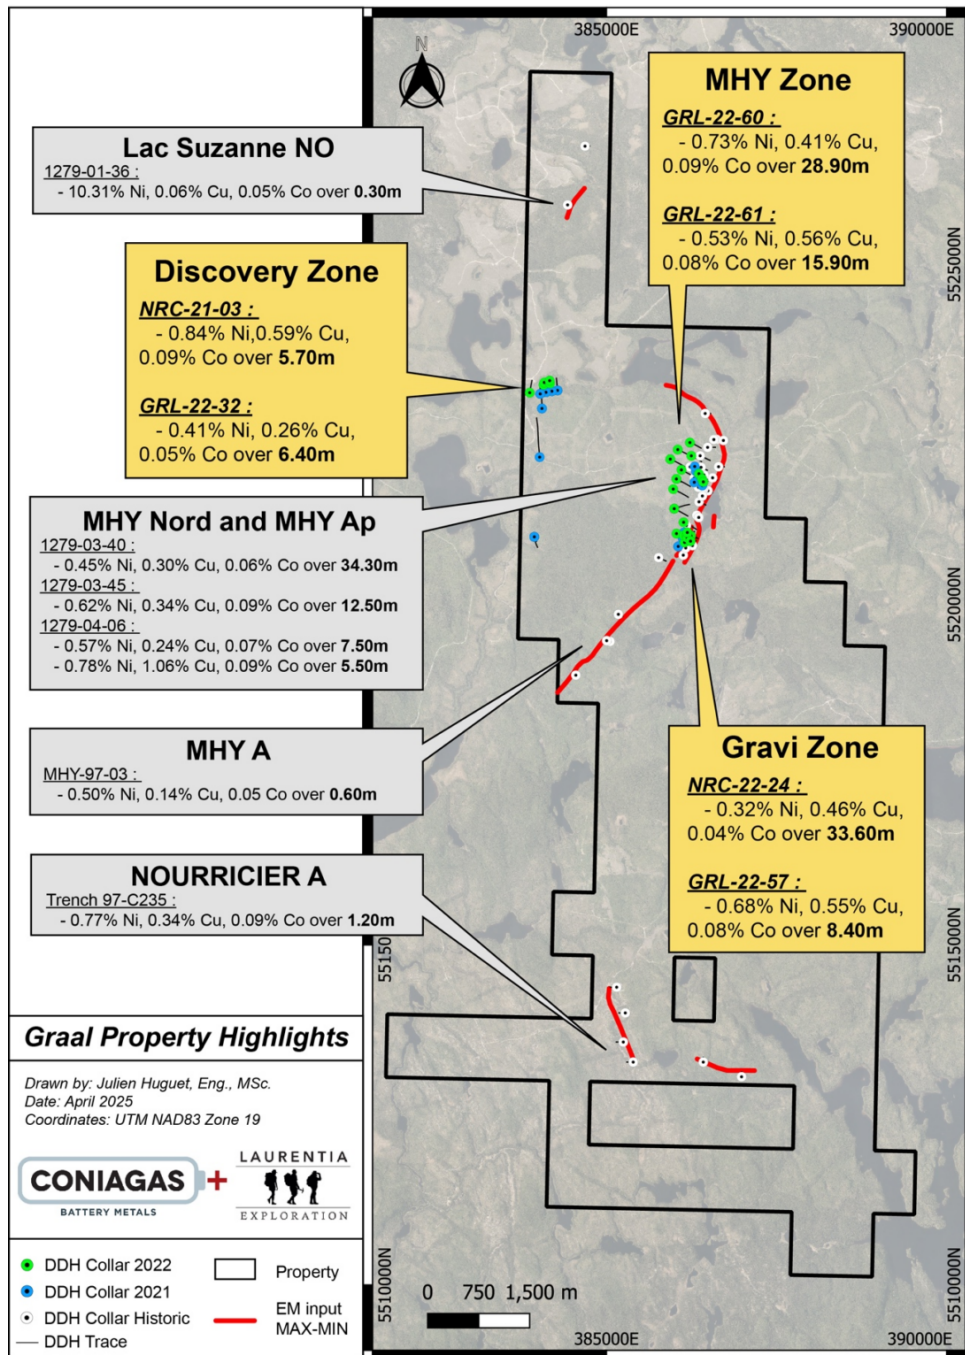 385000E
390000E
N
MHY Zone
GRL-22-60 :
- 0.73% Ni, 0.41% Cu,
0.09% Co over 28.90m
GRL-22-61 :
- 0.53% Ni, 0.56% Cu,
0.08% Co over 15.90m
Lac Suzanne NO
1279-01-36 :
- 10.31% Ni, 0.06% Cu, 0.05% Co over 0.30m
5525000N
Discovery Zone
NRC-21-03 :
- 0.84% Ni,0.59% Cu,
0.09% Co over 5.70m
GRL-22-32 :
- 0.41% Ni, 0.26% Cu,
0.05% Co over 6.40m
MHY Nord and MHY Ap
1279-03-40 :
- 0.45% Ni, 0.30% Cu, 0.06% Co over 34.30m
1279-03-45 :
- 0.62% Ni, 0.34% Cu, 0.09% Co over 12.50m
1279-04-06 :
- 0.57% Ni, 0.24% Cu, 0.07% Co over 7.50m
- 0.78% Ni, 1.06% Cu, 0.09% Co over 5.50m
5520000N
MHY A
MHY-97-03 :
- 0.50% Ni, 0.14% Cu, 0.05 Co over 0.60m
Gravi Zone
NRC-22-24 :
- 0.32% Ni, 0.46% Cu,
0.04% Co over 33.60m
GRL-22-57 :
- 0.68% Ni, 0.55% Cu,
0.08% Co over 8.40m
NOURRICIER A
Trench 97-C235 :
- 0.77% Ni, 0.34% Cu, 0.09% Co over 1.20m
55150
5515000N
Graal Property Highlights
Drawn by: Julien Huguet, Eng., MSc.
Date: April 2025
Coordinates: UTM NAD83 Zone 19
CONIAGAS
BATTERY METALS
+
LAURENTIA
EXPLORATION
DDH Collar 2022
DDH Collar 2021
DDH Collar Historic
DDH Trace
Property
EM input
MAX-MIN
0 750 1,500 m
5510000N
5510000N
385000E
390000E